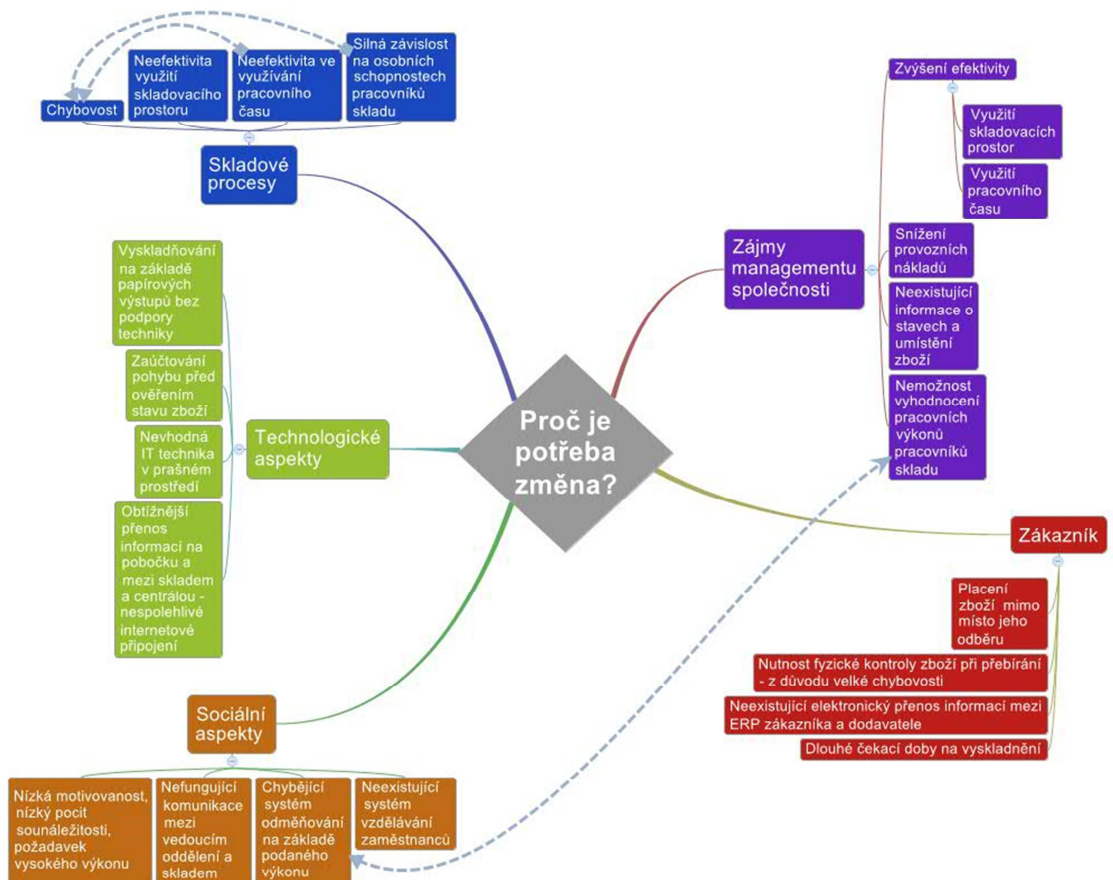 Proč je
potřeba
změna?
Skladové
procesy
Chybovost
Neefektivita
využití
skladovacího
prostoru
Neefektivita ve
využívání
pracovního
času
Silná závislost
na osobních
schopnostech
pracovníků
skladu
Technologické
aspekty
Vyskladňování
na základě
papírových
výstupů bez
podpory
techniky
Zaúčtování
pohybu před
ověřením
stavu zboží
Nevhodná
IT technika
v prašném
prostředí
Obtížnější
přenos
informací na
pobočku a
mezi skladem
a centrálou -
nespolehlivé
internetové
připojení
Sociální
aspekty
Nízká motivovanost,
nízký pocit
sounáležitosti,
požadavek
vysokého výkonu
Nefungující
komunikace
mezi
vedoucím
oddělení a
skladem
Chybějící
systém
odměňování
na základě
podaného
výkonu
Neexistující
systém
vzdělávání
zaměstnanců
Zájmy
managementu
společnosti
Zvýšení efektivity
Využití
skladovacích
prostor
Využití
pracovního
času
Snížení
provozních
nákladů
Neexistující
informace o
stavech a
umístění
zboží
Nemožnost
vyhodnocení
pracovních
výkonů
pracovníků
skladu
Zákazník
Placení
zboží mimo
místo jeho
odběru
Nutnost fyzické kontroly zboží při přebírání
- z důvodu velké chybovosti
Neexistující elektronický přenos informací mezi
ERP zákazníka a dodavatele
Dlouhé čekací doby na vyskladnění